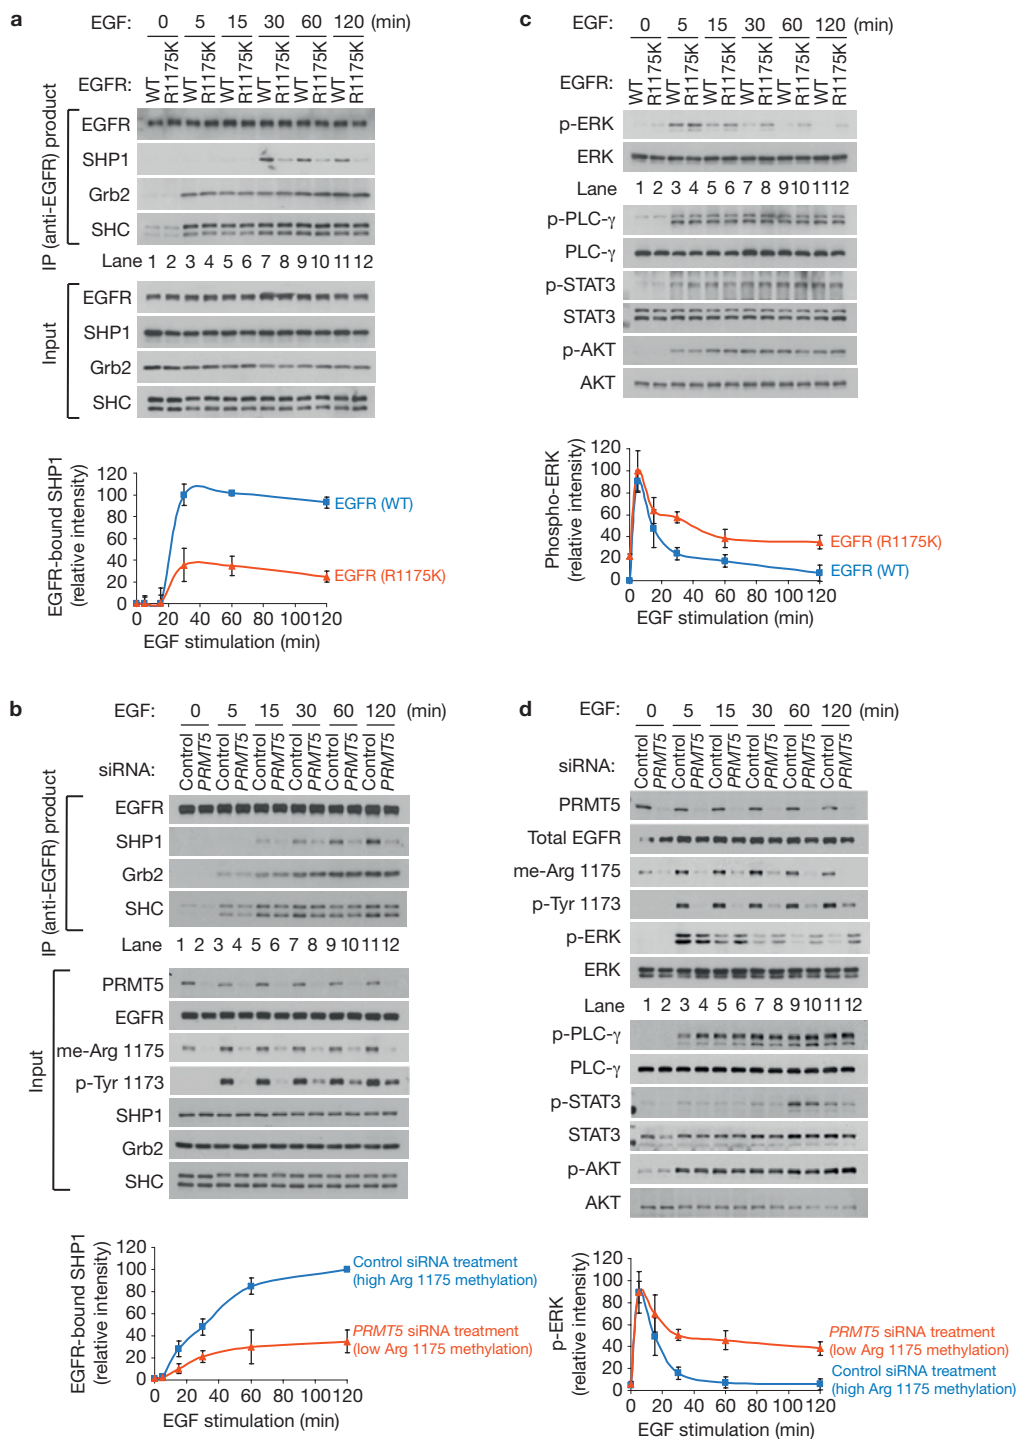 a
EGF: 0 5 15 30 60 120 (min)
EGFR: WT R1175K WT R1175K WT R1175K WT R1175K WT R1175K WT R1175K
IP (anti-EGFR) product
EGFR
SHP1
Grb2
SHC
Lane 1 2 3 4 5 6 7 8 9 10 11 12
Input
EGFR
SHP1
Grb2
SHC
EGFR-bound SHP1
(relative intensity)
120
100
80
60
40
20
0
EGFR (WT)
EGFR (R1175K)
0 20 40 60 80 100 120
EGF stimulation (min)
b
EGF: 0 5 15 30 60 120 (min)
siRNA: Control PRMT5 Control PRMT5 Control PRMT5 Control PRMT5 Control PRMT5 Control PRMT5
IP (anti-EGFR) product
EGFR
SHP1
Grb2
SHC
Lane 1 2 3 4 5 6 7 8 9 10 11 12
Input
PRMT5
EGFR
me-Arg 1175
p-Tyr 1173
SHP1
Grb2
SHC
EGFR-bound SHP1
(relative intensity)
120
100
80
60
40
20
0
Control siRNA treatment
(high Arg 1175 methylation)
PRMT5 siRNA treatment
(low Arg 1175 methylation)
0 20 40 60 80 100 120
EGF stimulation (min)
c
EGF: 0 5 15 30 60 120 (min)
EGFR: WT R1175K WT R1175K WT R1175K WT R1175K WT R1175K WT R1175K
p-ERK
ERK
Lane 1 2 3 4 5 6 7 8 9 10 11 12
p-PLC-γ
PLC-γ
p-STAT3
STAT3
p-AKT
AKT
Phospho-ERK
(relative intensity)
120
100
80
60
40
20
0
EGFR (R1175K)
EGFR (WT)
0 20 40 60 80 100 120
EGF stimulation (min)
d
EGF: 0 5 15 30 60 120 (min)
siRNA: Control PRMT5 Control PRMT5 Control PRMT5 Control PRMT5 Control PRMT5 Control PRMT5
PRMT5
Total EGFR
me-Arg 1175
p-Tyr 1173
p-ERK
ERK
Lane 1 2 3 4 5 6 7 8 9 10 11 12
p-PLC-γ
PLC-γ
p-STAT3
STAT3
p-AKT
AKT
p-ERK
(relative intensity)
120
100
80
60
40
20
0
PRMT5 siRNA treatment
(low Arg 1175 methylation)
Control siRNA treatment
(high Arg 1175 methylation)
0 20 40 60 80 100 120
EGF stimulation (min)